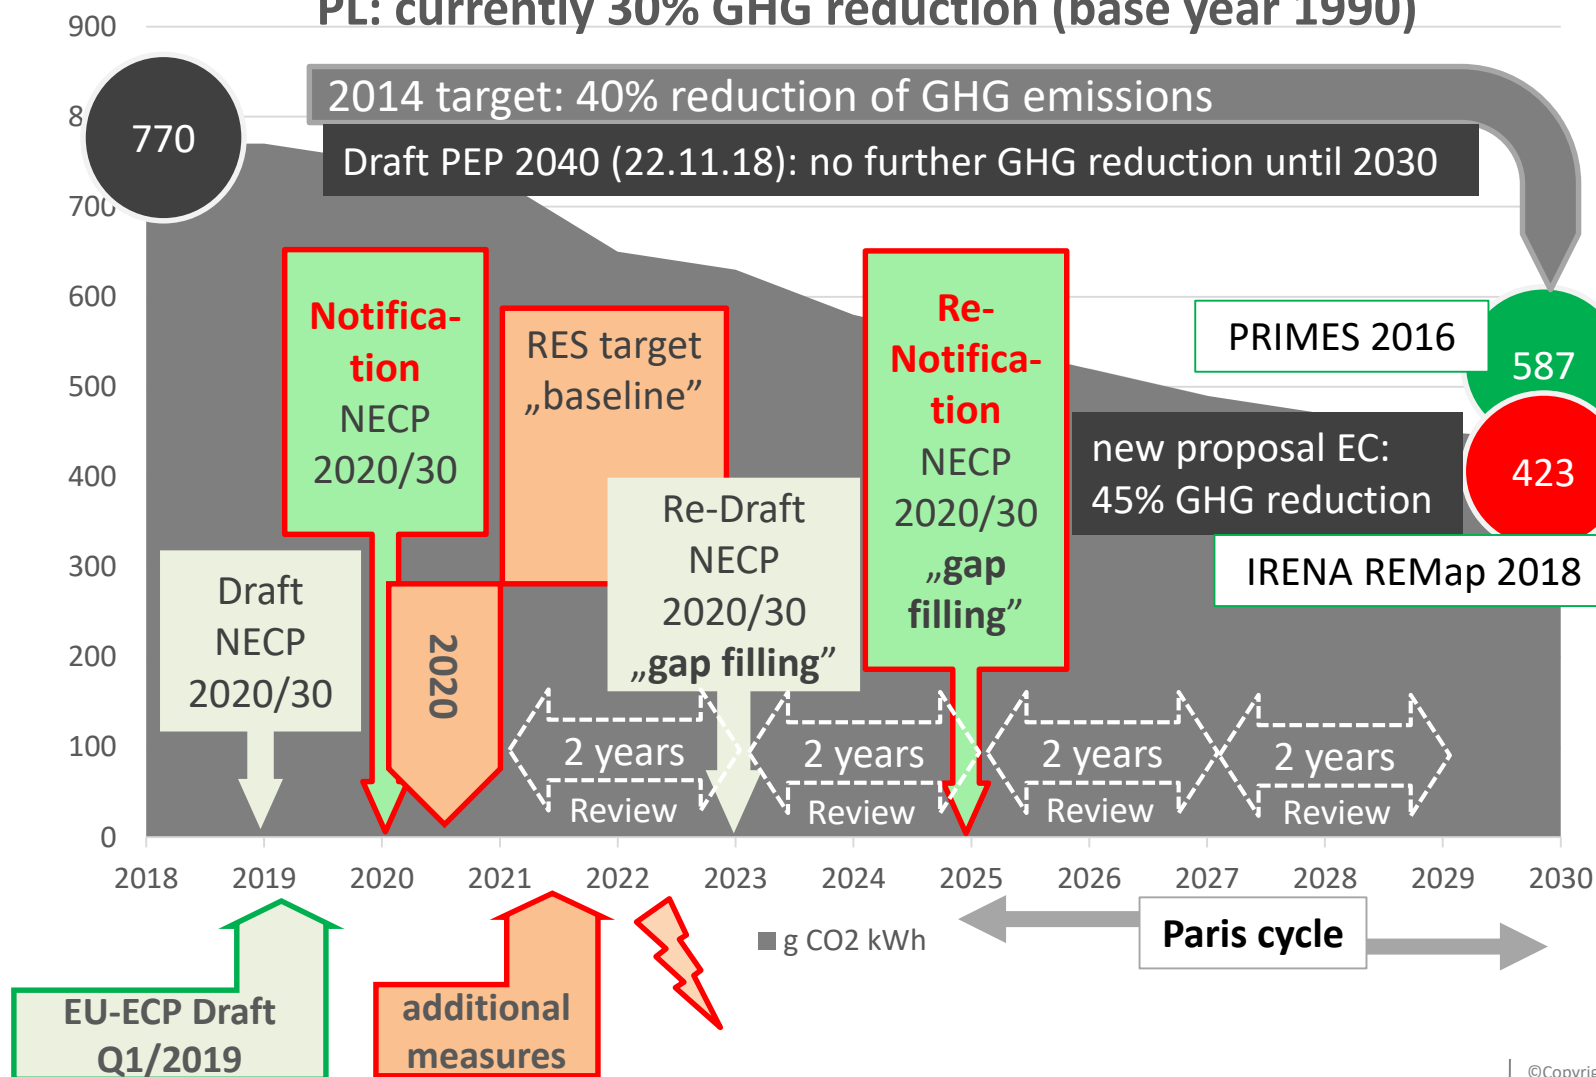 PL: currently 30% GHG reduction (base year 1990)
900
2014 target: 40% reduction of GHG emissions
8
770
Draft PEP 2040 (22.11.18): no further GHG reduction until 2030
700
600
500
400
300
200
100
0
Notifica-
tion
NECP
2020/30
RES target
„baseline”
Re-
Notifica-
tion
NECP
2020/30
„gap
filling”
PRIMES 2016
587
new proposal EC:
45% GHG reduction
423
IRENA REMap 2018
Draft
NECP
2020/30
2020
Re-Draft
NECP
2020/30
„gap filling”
2 years
Review
2 years
Review
2 years
Review
2 years
Review
2018 2019 2020 2021 2022 2023 2024 2025 2026 2027 2028 2029 2030
g CO2 kWh
Paris cycle
EU-ECP Draft
Q1/2019
additional
measures